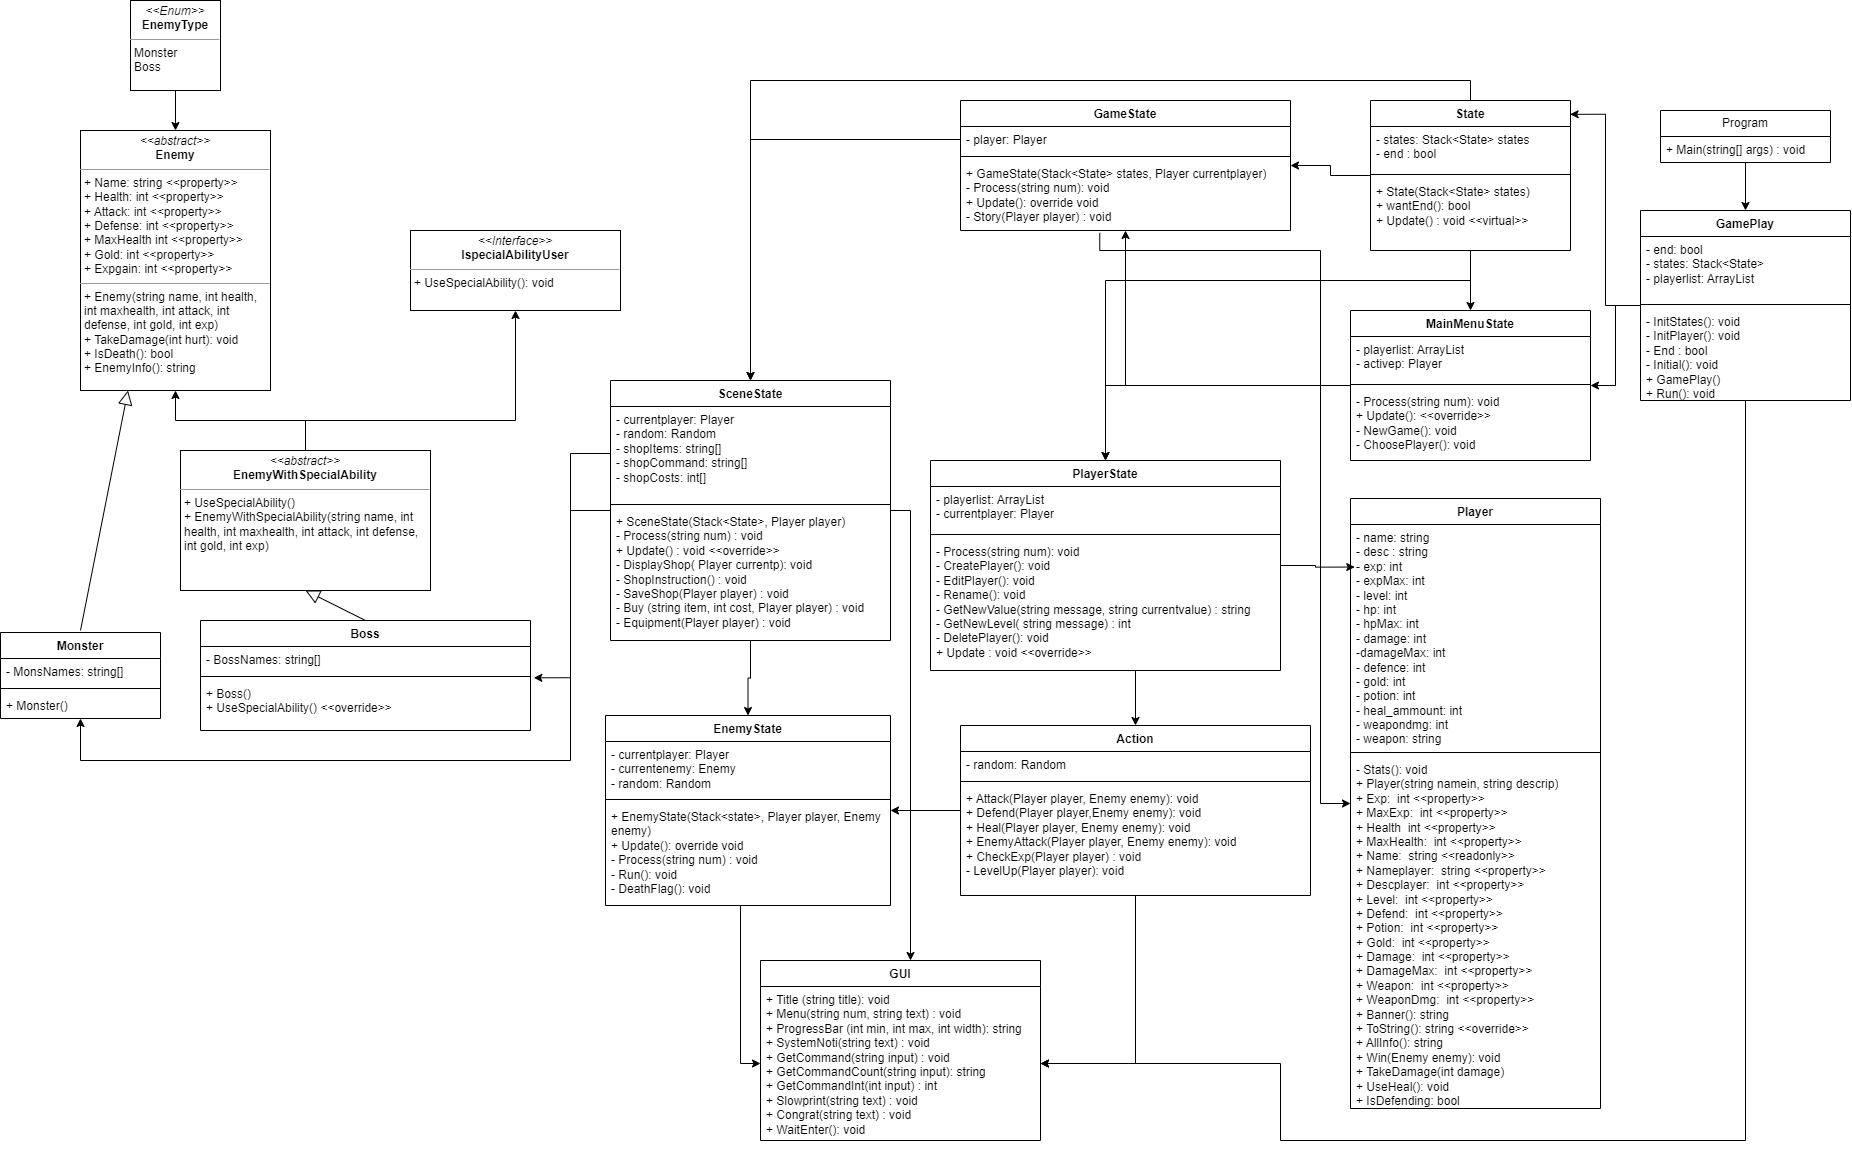 <<Enum>>
EnemyType
Monster
Boss
<<abstract>>
Enemy
+ Name: string <<property>>
+ Health: int <<property>>
+ Attack: int <<property>>
+ Defense: int <<property>>
+ MaxHealth int <<property>>
+ Gold: int <<property>>
+ Expgain: int <<property>>
+ Enemy(string name, int health,
int maxhealth, int attack, int
defense, int gold, int exp)
+ TakeDamage(int hurt): void
+ IsDeath(): bool
+ EnemyInfo(): string
<<Interface>>
IspecialAbilityUser
+ UseSpecialAbility(): void
<<abstract>>
EnemyWithSpecialAbility
+ UseSpecialAbility()
+ EnemyWithSpecialAbility(string name, int
health, int maxhealth, int attack, int defense,
int gold, int exp)
Monster
- MonsNames: string[]
+ Monster()
Boss
- BossNames: string[]
+ Boss()
+ UseSpecialAbility() <<override>>
SceneState
- currentplayer: Player
- random: Random
- shopItems: string[]
- shopCommand: string[]
- shopCosts: int[]
+ SceneState(Stack<State>, Player player)
- Process(string num) : void
+ Update() : void <<override>>
- DisplayShop( Player currentp): void
- ShopInstruction() : void
- SaveShop(Player player) : void
- Buy (string item, int cost, Player player) : void
- Equipment(Player player) : void
EnemyState
- currentplayer: Player
- currentenemy: Enemy
- random: Random
+ EnemyState(Stack<state>, Player player, Enemy
enemy)
+ Update(): override void
- Process(string num) : void
- Run(): void
- DeathFlag(): void
GameState
- player: Player
+ GameState(Stack<State> states, Player currentplayer)
- Process(string num): void
+ Update(): override void
- Story(Player player) : void
State
- states: Stack<State> states
- end : bool
+ State(Stack<State> states)
+ wantEnd(): bool
+ Update() : void <<virtual>>
Program
+ Main(string[] args) : void
GamePlay
- end: bool
- states: Stack<State>
- playerlist: ArrayList
- InitStates(): void
- InitPlayer(): void
- End : bool
- Initial(): void
+ GamePlay()
+ Run(): void
MainMenuState
- playerlist: ArrayList
- activep: Player
- Process(string num): void
+ Update(): <<override>>
- NewGame(): void
- ChoosePlayer(): void
PlayerState
- playerlist: ArrayList
- currentplayer: Player
- Process(string num): void
- CreatePlayer(): void
- EditPlayer(): void
- Rename(): void
- GetNewValue(string message, string currentvalue) : string
- GetNewLevel( string message) : int
- DeletePlayer(): void
+ Update : void <<override>>
Action
- random: Random
+ Attack(Player player, Enemy enemy): void
+ Defend(Player player,Enemy enemy): void
+ Heal(Player player, Enemy enemy): void
+ EnemyAttack(Player player, Enemy enemy): void
+ CheckExp(Player player) : void
- LevelUp(Player player): void
GUI
+ Title (string title): void
+ Menu(string num, string text) : void
+ ProgressBar (int min, int max, int width): string
+ SystemNoti(string text) : void
+ GetCommand(string input) : void
+ GetCommandCount(string input): string
+ GetCommandInt(int input) : int
+ Slowprint(string text) : void
+ Congrat(string text) : void
+ WaitEnter(): void
Player
- name: string
- desc : string
- exp: int
- expMax: int
- level: int
- hp: int
- hpMax: int
- damage: int
-damageMax: int
- defence: int
- gold: int
- potion: int
- heal_ammount: int
- weapondmg: int
- weapon: string
- Stats(): void
+ Player(string namein, string descrip)
+ Exp: int <<property>>
+ MaxExp: int <<property>>
+ Health int <<property>>
+ MaxHealth: int <<property>>
+ Name: string <<readonly>>
+ Nameplayer: string <<property>>
+ Descplayer: int <<property>>
+ Level: int <<property>>
+ Defend: int <<property>>
+ Potion: int <<property>>
+ Gold: int <<property>>
+ Damage: int <<property>>
+ DamageMax: int <<property>>
+ Weapon: int <<property>>
+ WeaponDmg: int <<property>>
+ Banner(): string
+ ToString(): string <<override>>
+ AllInfo(): string
+ Win(Enemy enemy): void
+ TakeDamage(int damage)
+ UseHeal(): void
+ IsDefending: bool